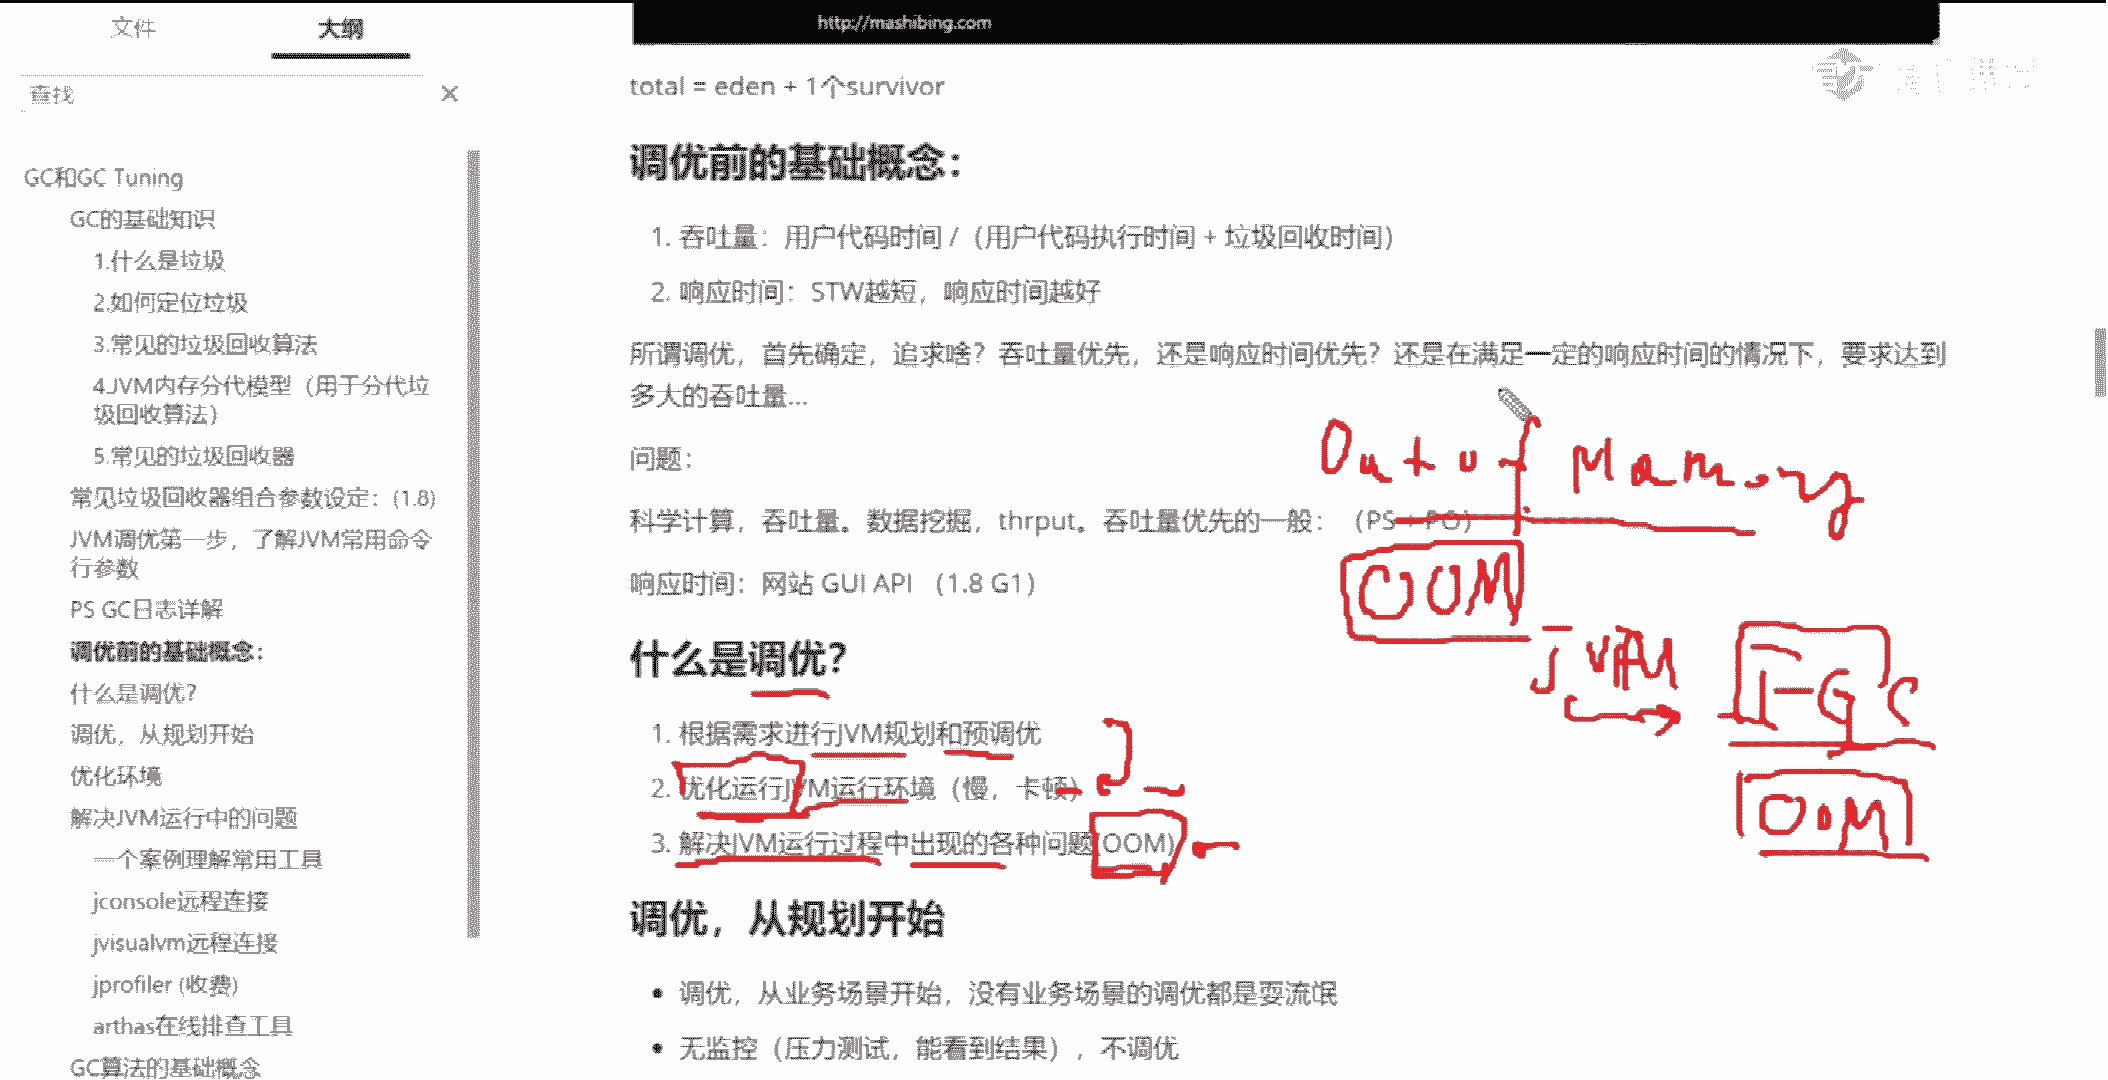 文件
大纲
查找
GC和GC Tuning
GC的基础知识
1.什么是垃圾
2.如何定位垃圾
3.常见的垃圾回收算法
4.JVM内存分代模型（用于分代垃
圾回收算法）
5.常见的垃圾回收器
常见垃圾回收器组合参数设定：(1.8)
JVM调优第一步，了解JVM常用命令
行参数
PS GC日志详解
调优前的基础概念：
什么是调优？
调优，从规划开始
优化环境
解决JVM运行中的问题
一个案例理解常用工具
jconsole远程连接
jvisualvm远程连接
jprofiler (收费)
arthas在线排查工具
GC算法的基础概念
http://mashibing.com
total = eden + 1个survivor
调优前的基础概念：
1. 吞吐量：用户代码时间 /（用户代码执行时间 + 垃圾回收时间）
2. 响应时间：STW越短，响应时间越好
所谓调优，首先确定，追求啥？吞吐量优先，还是响应时间优先？还是在满足一定的响应时间的情况下，要求达到
多大的吞吐量...
问题：
科学计算，吞吐量。数据挖掘，thrput。吞吐量优先的一般：（PS + PO）
响应时间：网站 GUI API （1.8 G1）
什么是调优？
1. 根据需求进行JVM规划和预调优
2. 优化运行JVM运行环境（慢，卡顿）
3. 解决JVM运行过程中出现的各种问题(OOM)
调优，从规划开始
调优，从业务场景开始，没有业务场景的调优都是耍流氓
无监控（压力测试，能看到结果），不调优
Out of Memory
OOM
JVM
FGC
OOM